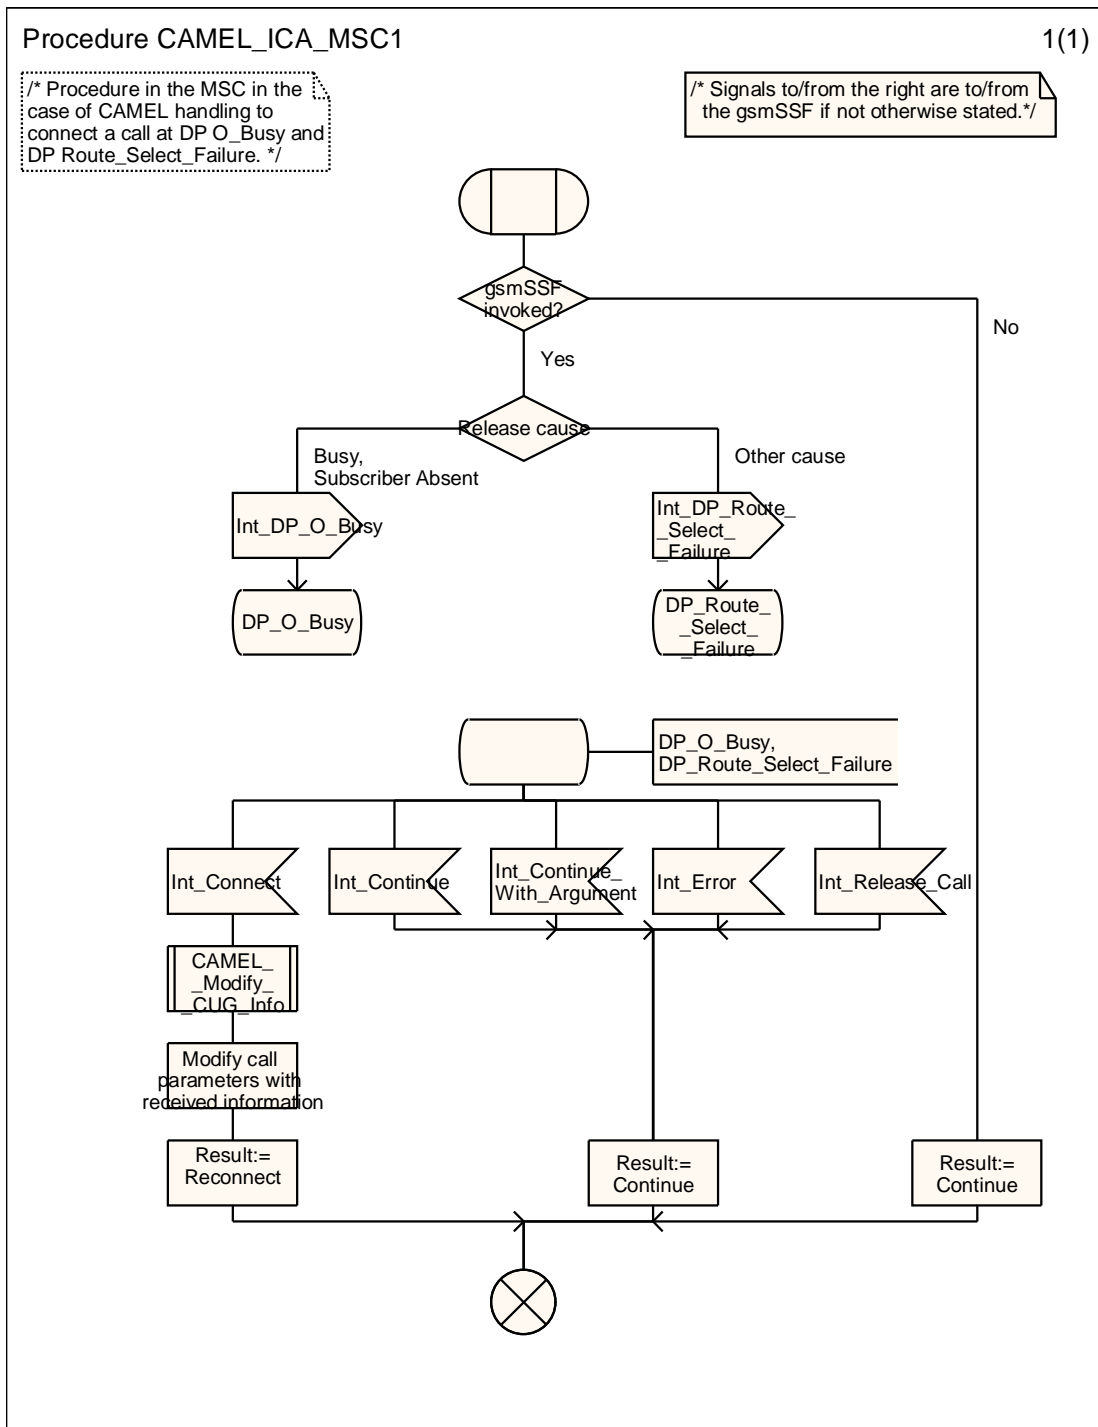 Procedure CAMEL_ICA_MSC1
1(1)
/* Procedure in the MSC in the
case of CAMEL handling to
connect a call at DP O_Busy and
DP Route_Select_Failure. */
/* Signals to/from the right are to/from
the gsmSSF if not otherwise stated.*/
gsmSSF
invoked?
No
Yes
Release cause
Busy,
Subscriber Absent
Other cause
Int_DP_O_Busy
Int_DP_Route_
_Select_
_Failure
DP_O_Busy
DP_Route_
_Select_
_Failure
DP_O_Busy,
DP_Route_Select_Failure
Int_Connect
Int_Continue
Int_Continue_
With_Argument
Int_Error
Int_Release_Call
CAMEL_
_Modify_
_CUG_Info
Modify call
parameters with
received information
Result:=
Reconnect
Result:=
Continue
Result:=
Continue